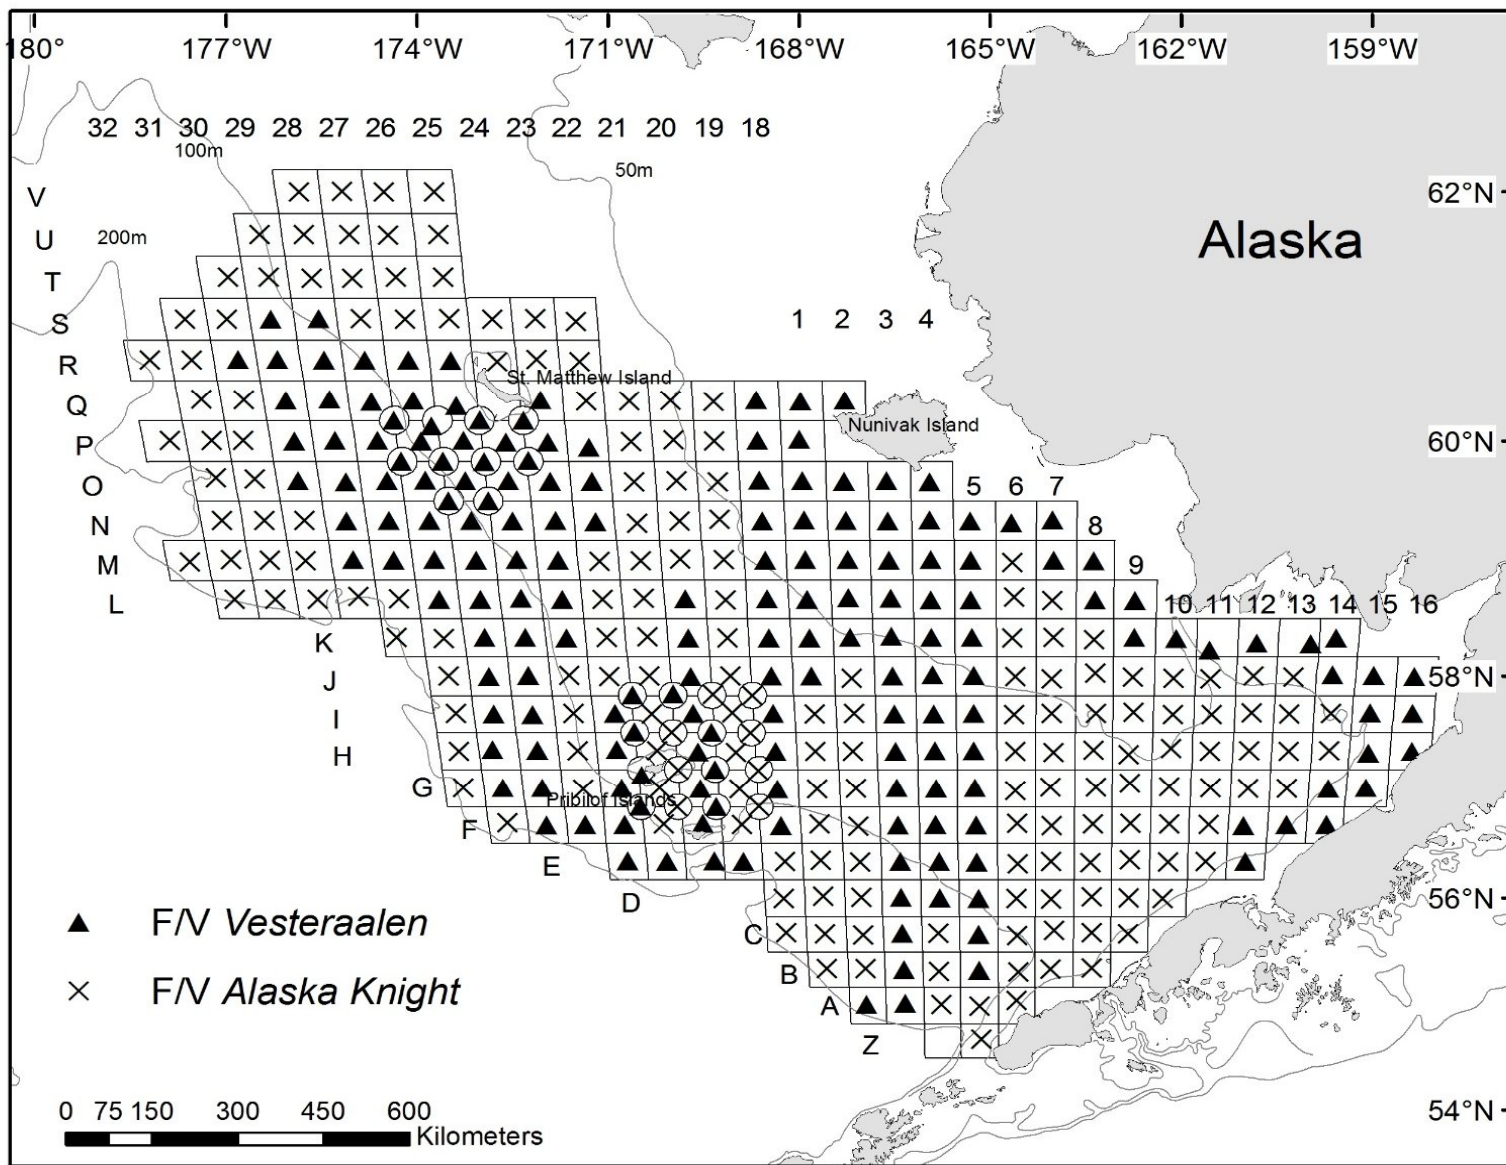 180° 177°W 174°W 171°W 168°W 165°W 162°W 159°W
32 31 30 29 28 27 26 25 24 23 22 21 20 19 18
100m
50m
V
62°N
U
200m
Alaska
T
S
1 2 3 4
R
St. Matthew Island
Q
Nunivak Island
P
60°N
O
5 6 7
N
8
M
9
L
10 11 12 13 14 15 16
K
J
58°N
I
H
G
Pribilof Islands
F
E
D
56°N
F/V Vesteraalen
C
B
F/V Alaska Knight
A
Z
54°N
0 75 150 300 450 600
Kilometers